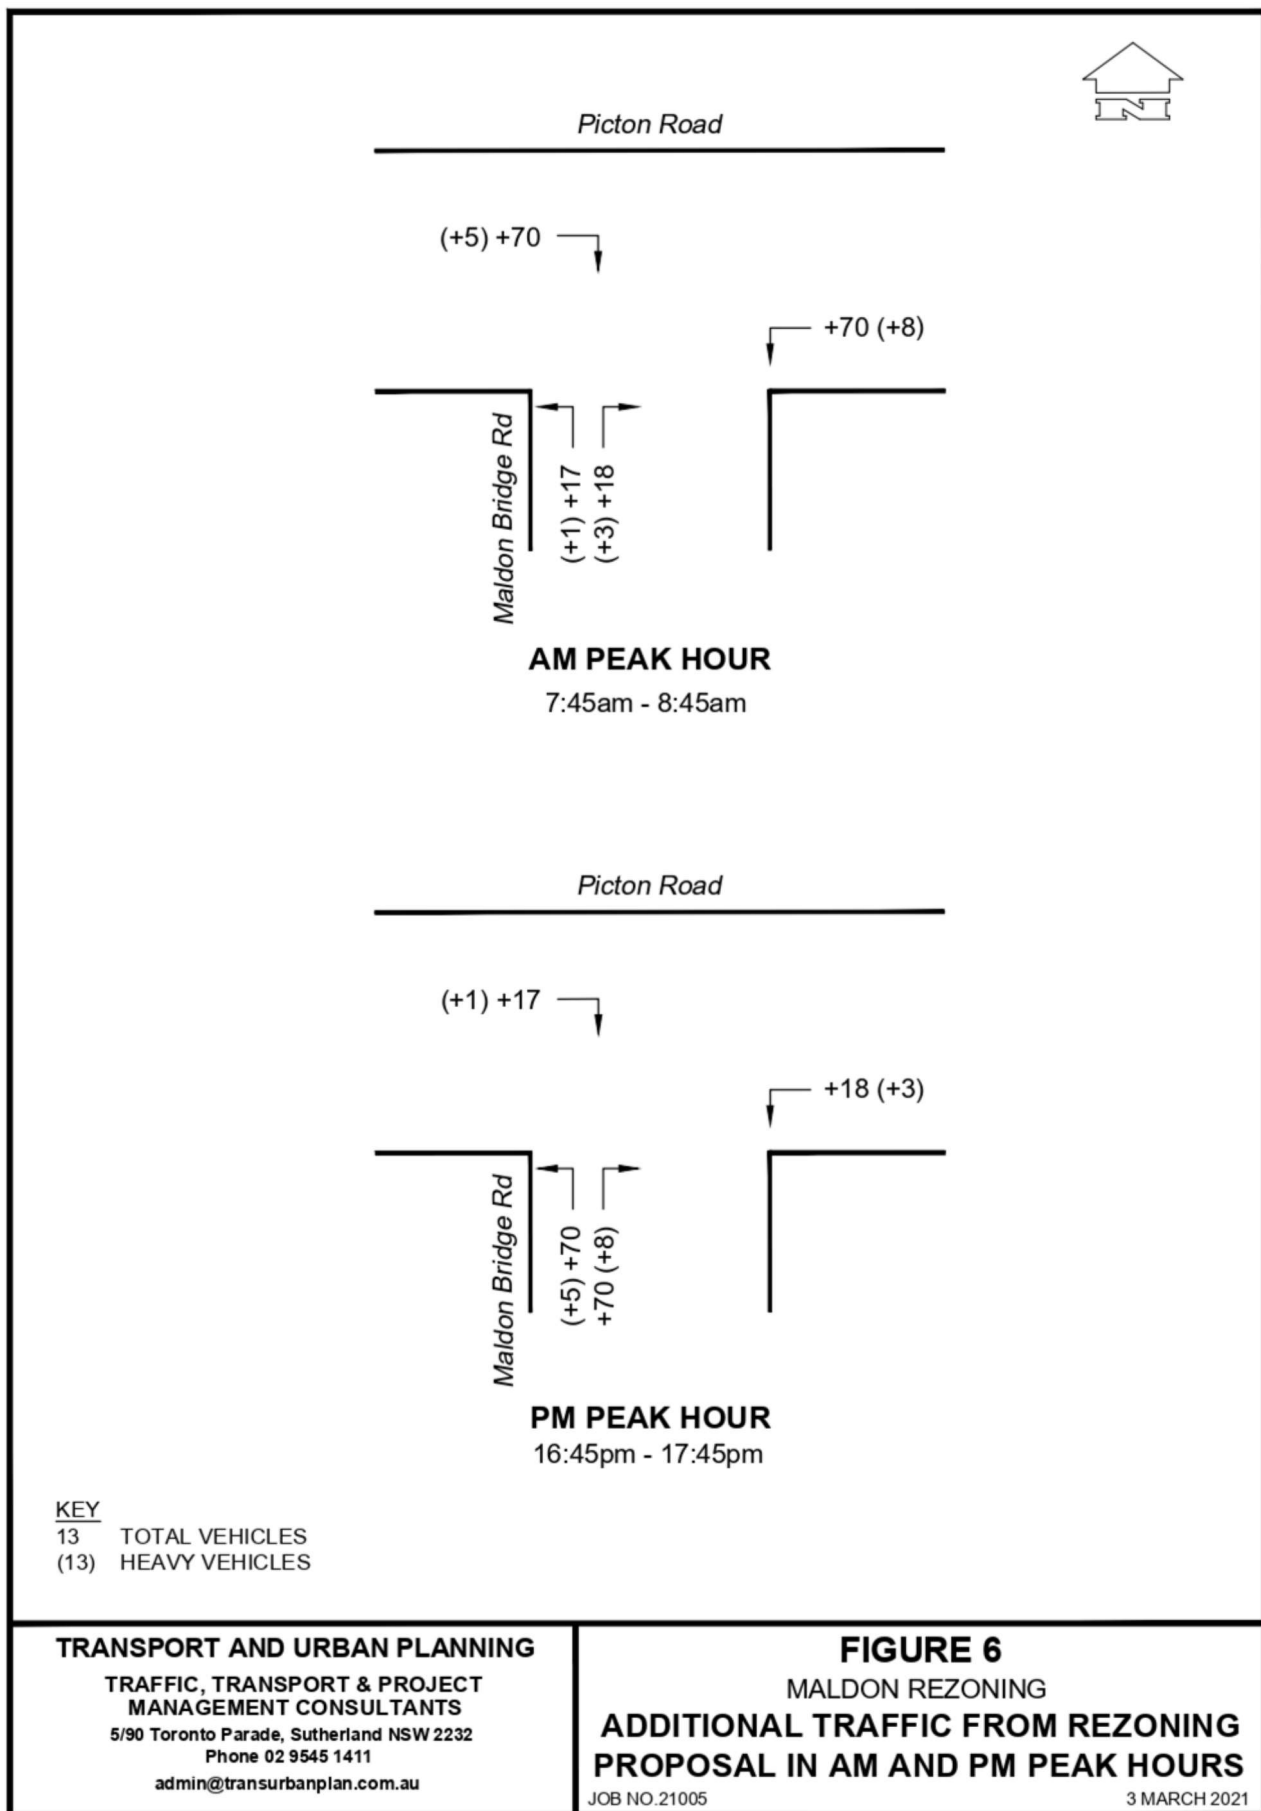 N
Picton Road
(+5) +70
+70 (+8)
Maldon Bridge Rd
(+1) +17
(+3) +18
AM PEAK HOUR
7:45am - 8:45am
Picton Road
(+1) +17
+18 (+3)
Maldon Bridge Rd
(+5) +70
+70 (+8)
PM PEAK HOUR
16:45pm - 17:45pm
KEY
13 TOTAL VEHICLES
(13) HEAVY VEHICLES
TRANSPORT AND URBAN PLANNING
TRAFFIC, TRANSPORT & PROJECT
MANAGEMENT CONSULTANTS
5/90 Toronto Parade, Sutherland NSW 2232
Phone 02 9545 1411
admin@transurbanplan.com.au
FIGURE 6
MALDON REZONING
ADDITIONAL TRAFFIC FROM REZONING
PROPOSAL IN AM AND PM PEAK HOURS
JOB NO.21005 3 MARCH 2021